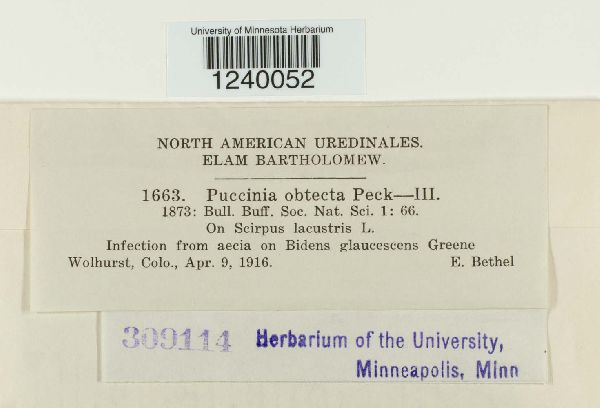 University of Minnesota Herbarium
1240052
NORTH AMERICAN UREDINALES.
ELAM BARTHOLOMEW.
1663. Puccinia obtecta Peck—III.
1873: Bull. Buff. Soc. Nat. Sci. 1: 66.
On Scirpus lacustris L.
Infection from aecia on Bidens glaucescens Greene
Wolhurst, Colo., Apr. 9, 1916. E. Bethel
309114 Herbarium of the University,
Minneapolis, Minn